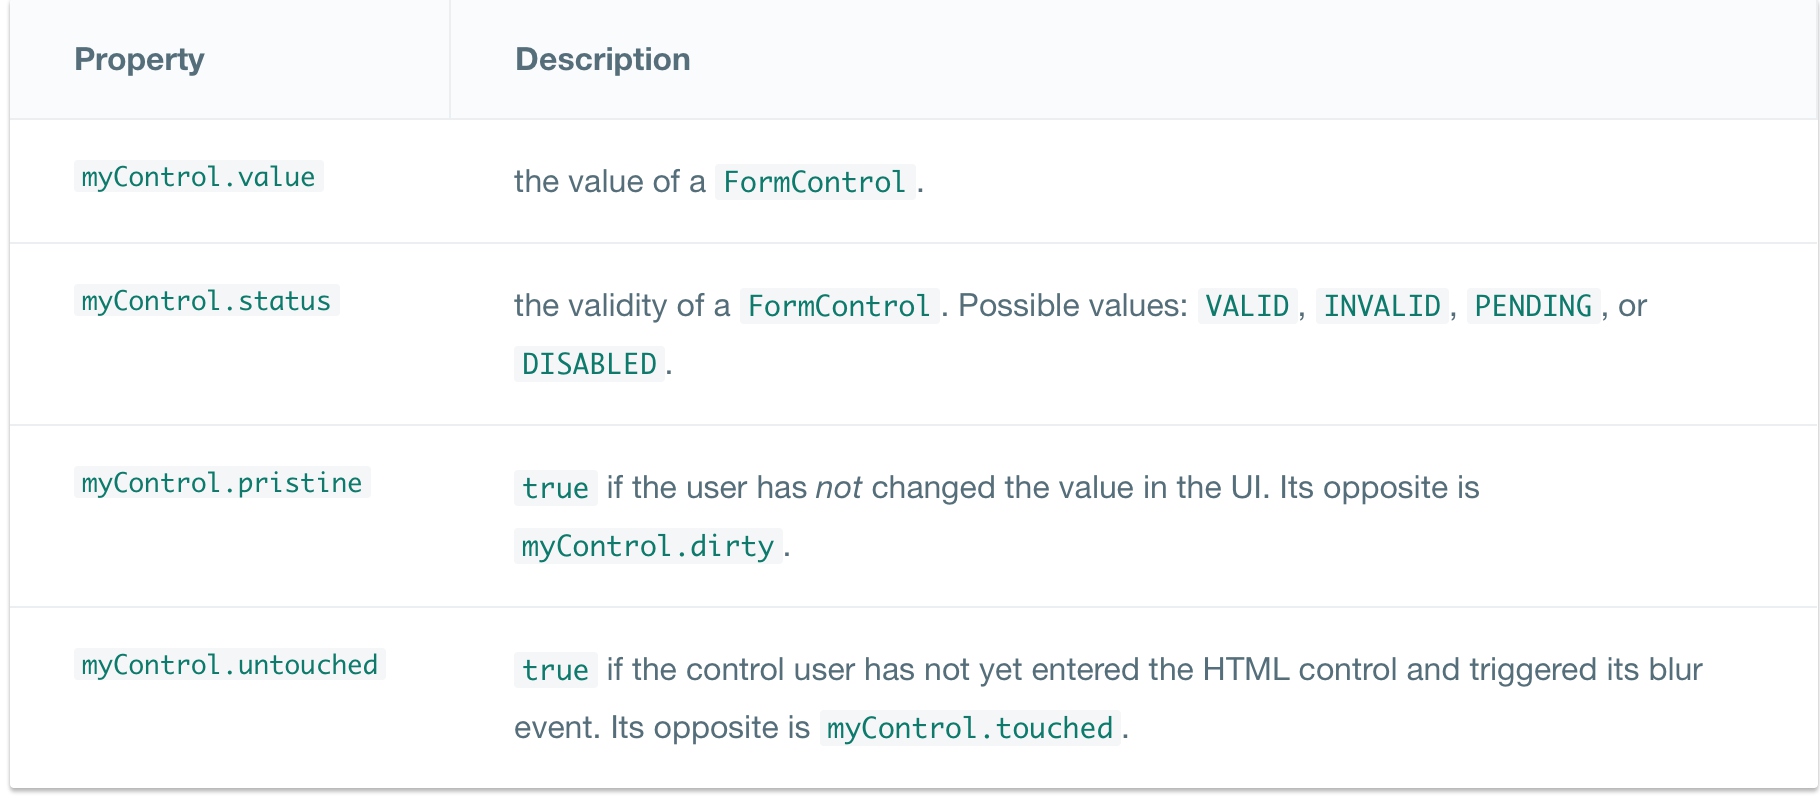 Property Description
myControl.value the value of a FormControl.
myControl.status the validity of a FormControl. Possible values: VALID, INVALID, PENDING, or
DISABLED.
myControl.pristine true if the user has not changed the value in the UI. Its opposite is
myControl.dirty.
myControl.untouched true if the control user has not yet entered the HTML control and triggered its blur
event. Its opposite is myControl.touched.